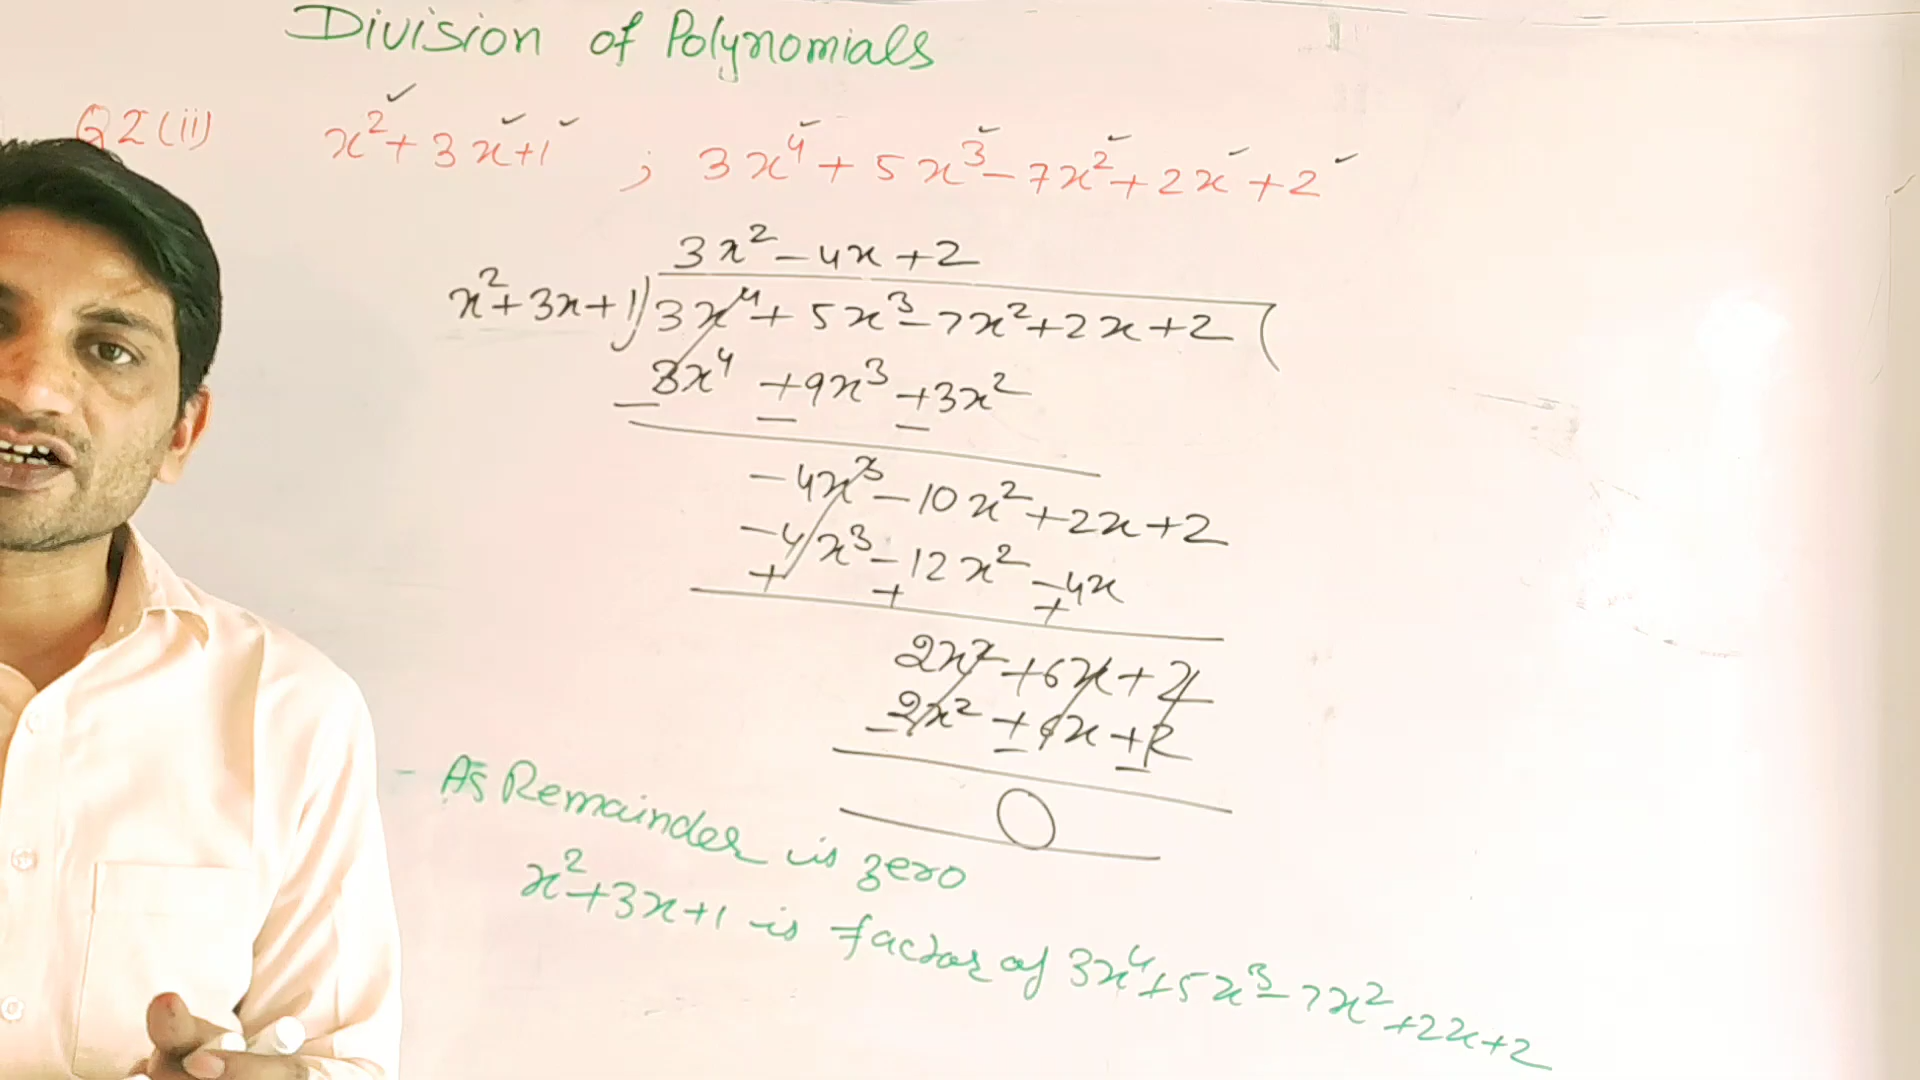 Division of Polynomials
Q2(ii) x²+3x+1 ; 3x⁴+5x³-7x²+2x+2
3x²-4x+2
x²+3x+1)3x⁴+5x³-7x²+2x+2(
3x⁴+9x³+3x²
- - -
-4x³-10x²+2x+2
-4x³-12x²-4x
+ + +
2x²+6x+2
2x²+6x+2
- - -
0
- As Remainder is zero
x²+3x+1 is factor of 3x⁴+5x³-7x²+2x+2